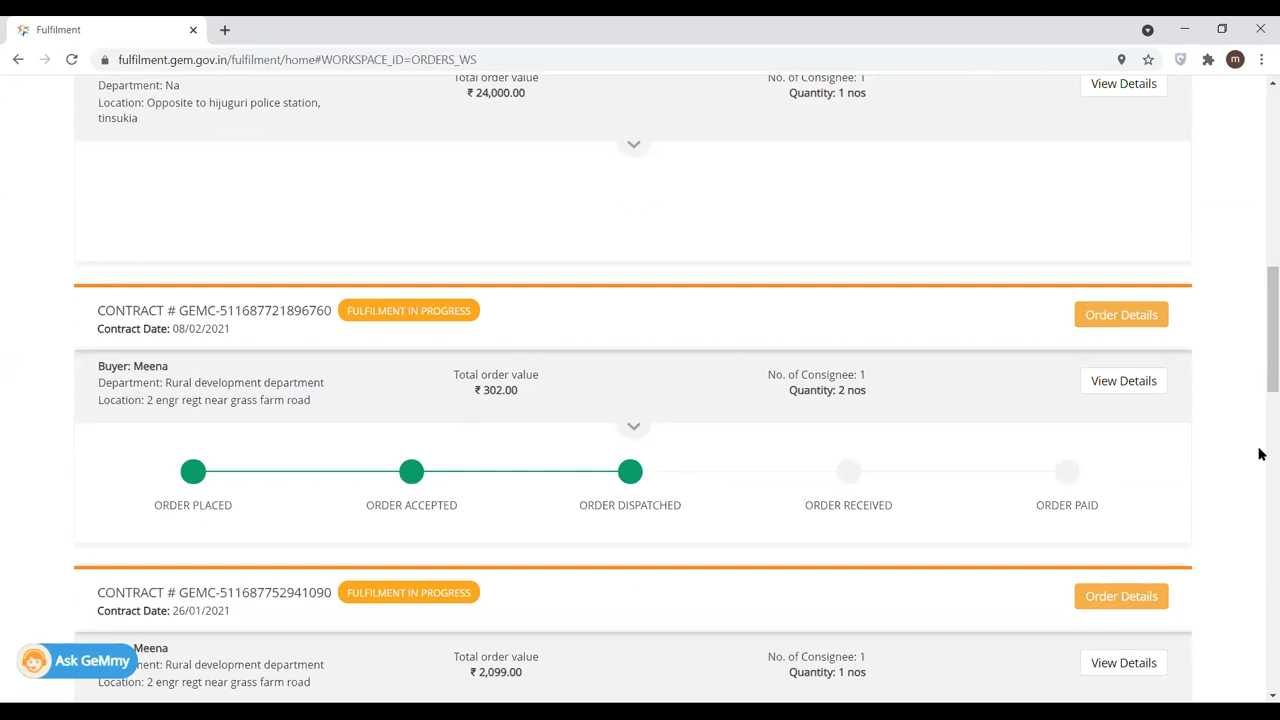 Fulfilment
fulfilment.gem.gov.in/fulfilment/home#WORKSPACE_ID=ORDERS_WS
m
Department: Na
Location: Opposite to hijuguri police station,
tinsukia
Total order value
₹ 24,000.00
No. of Consignee: 1
Quantity: 1 nos
View Details
CONTRACT # GEMC-511687721896760 FULFILMENT IN PROGRESS
Contract Date: 08/02/2021
Order Details
Buyer: Meena
Department: Rural development department
Location: 2 engr regt near grass farm road
Total order value
₹ 302.00
No. of Consignee: 1
Quantity: 2 nos
View Details
ORDER PLACED ORDER ACCEPTED ORDER DISPATCHED ORDER RECEIVED ORDER PAID
CONTRACT # GEMC-511687752941090 FULFILMENT IN PROGRESS
Contract Date: 26/01/2021
Order Details
Meena
Rural development department
Location: 2 engr regt near grass farm road
Total order value
₹ 2,099.00
No. of Consignee: 1
Quantity: 1 nos
View Details
Ask GeMmy